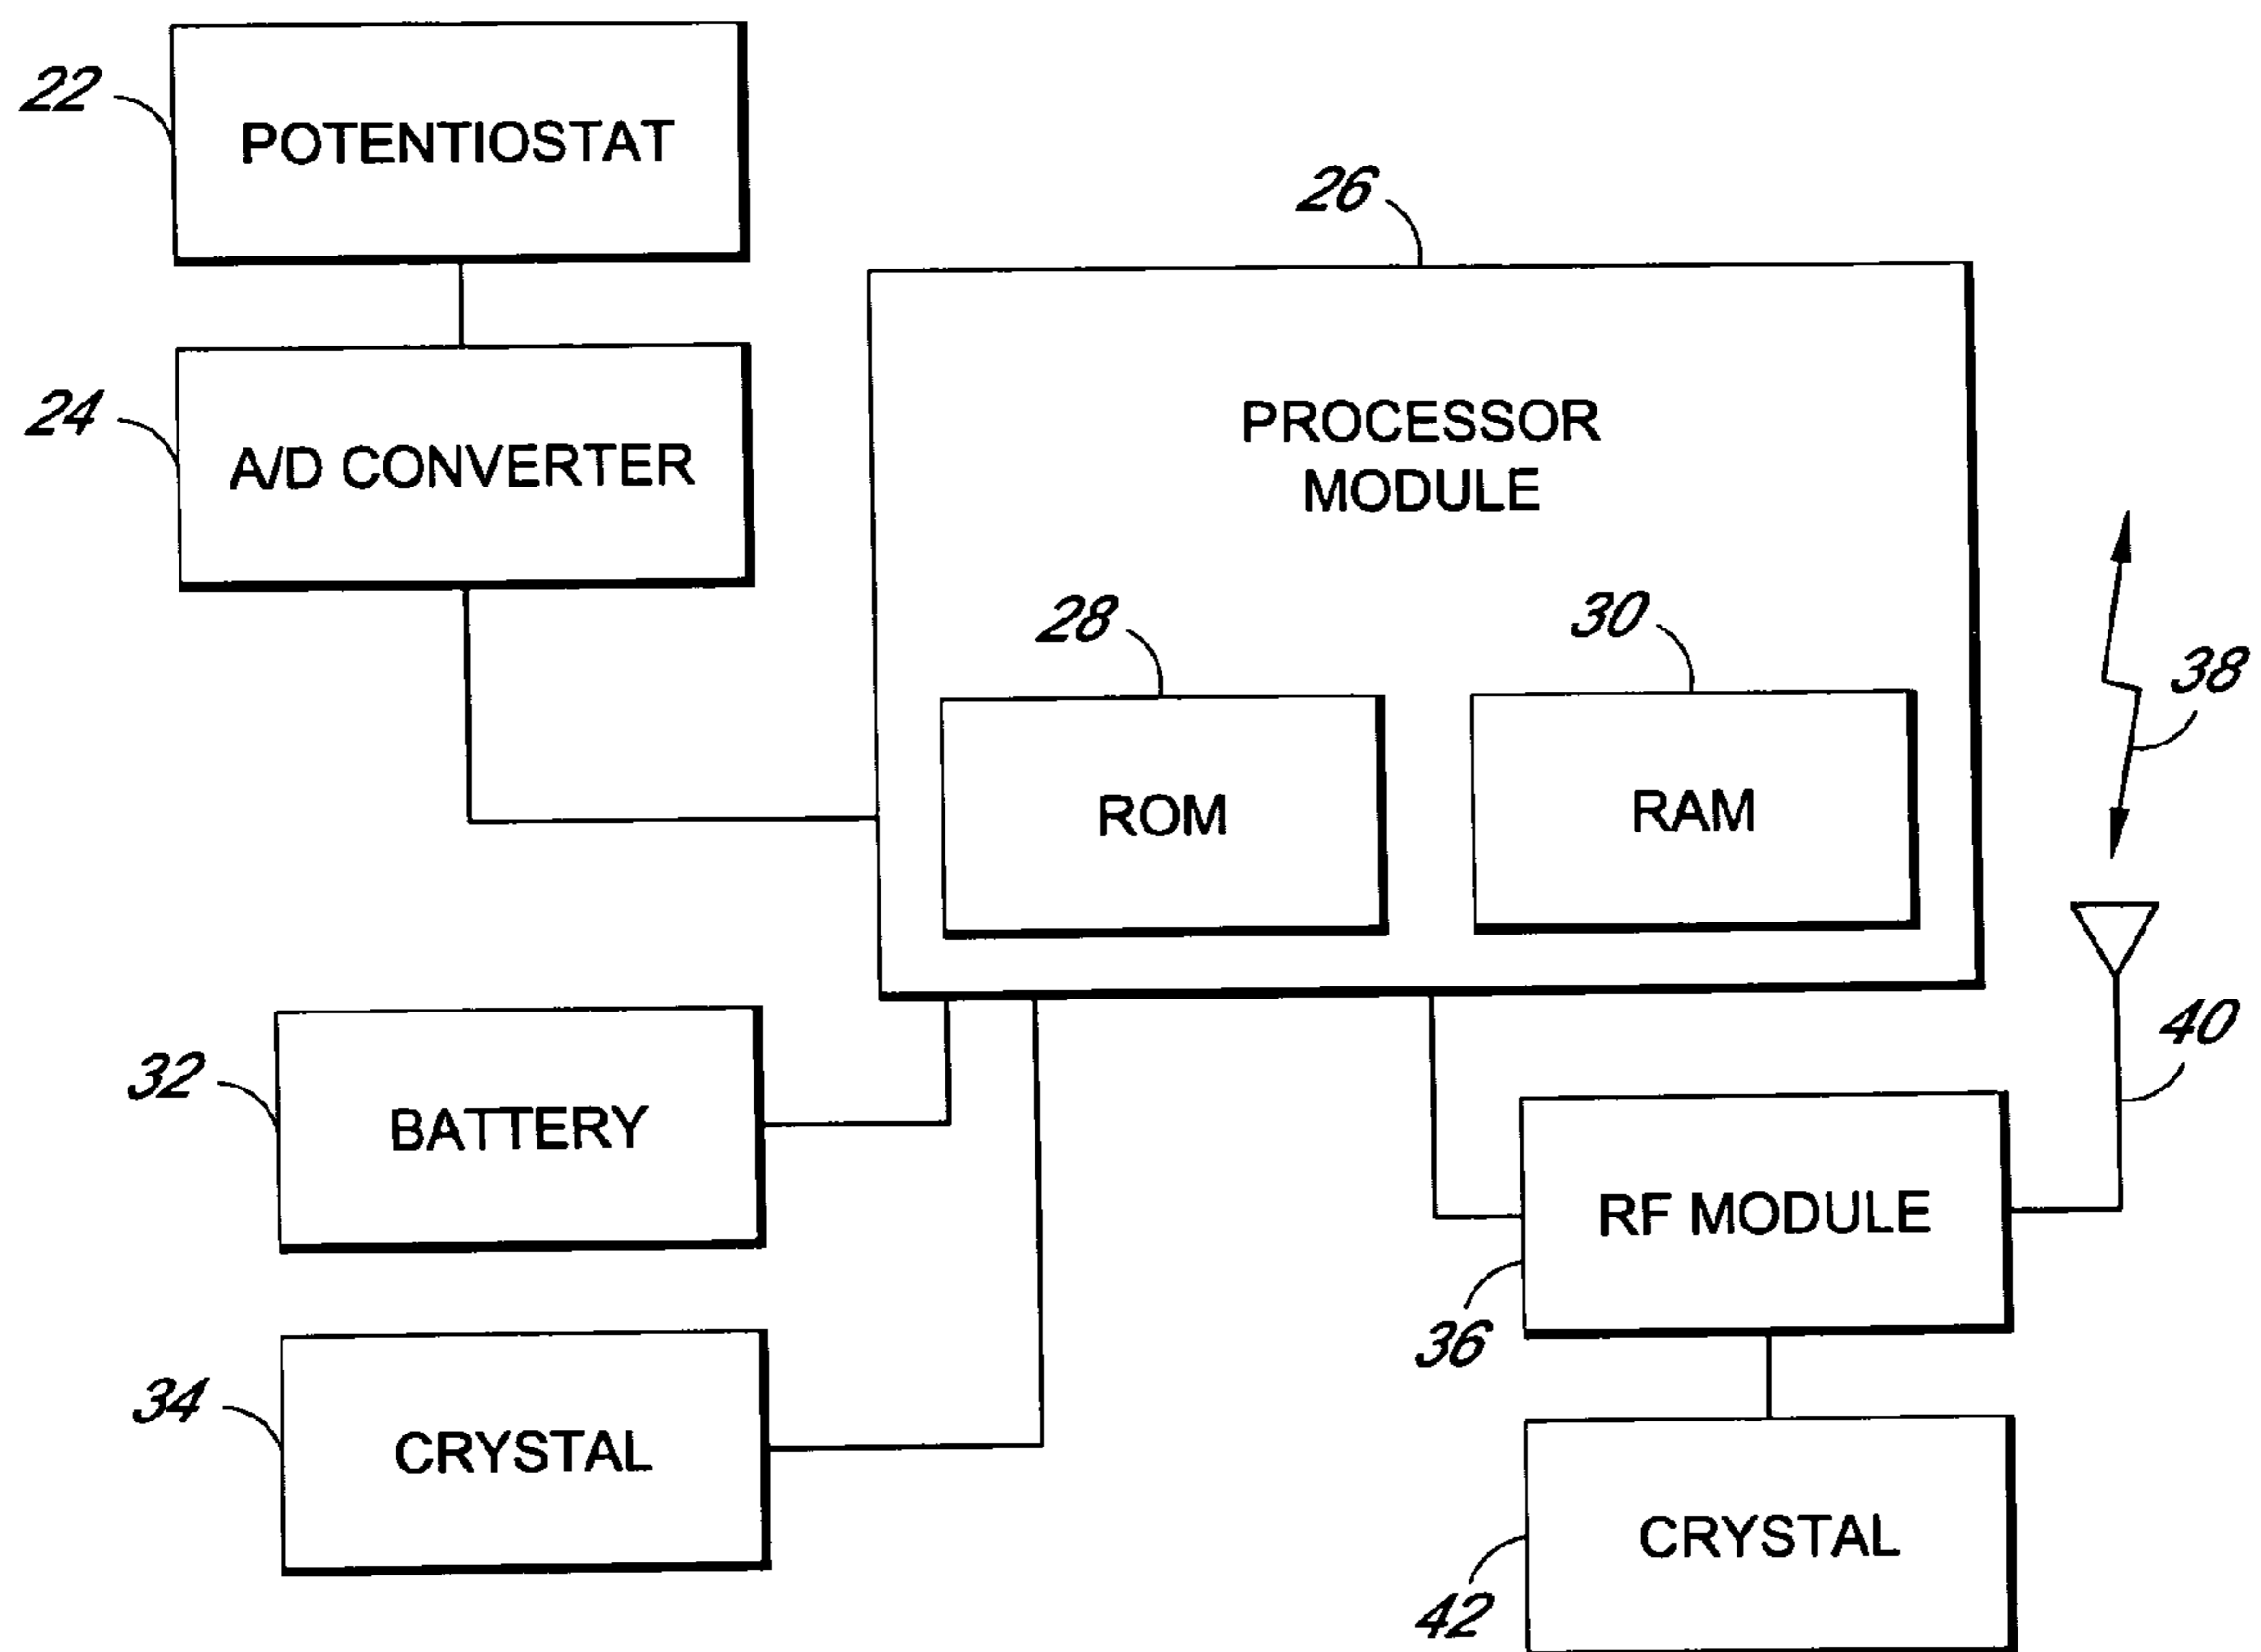 22
POTENTIOSTAT
24
A/D CONVERTER
26
PROCESSOR
MODULE
28
ROM
30
RAM
38
40
32
BATTERY
34
CRYSTAL
RF MODULE
36
CRYSTAL
42